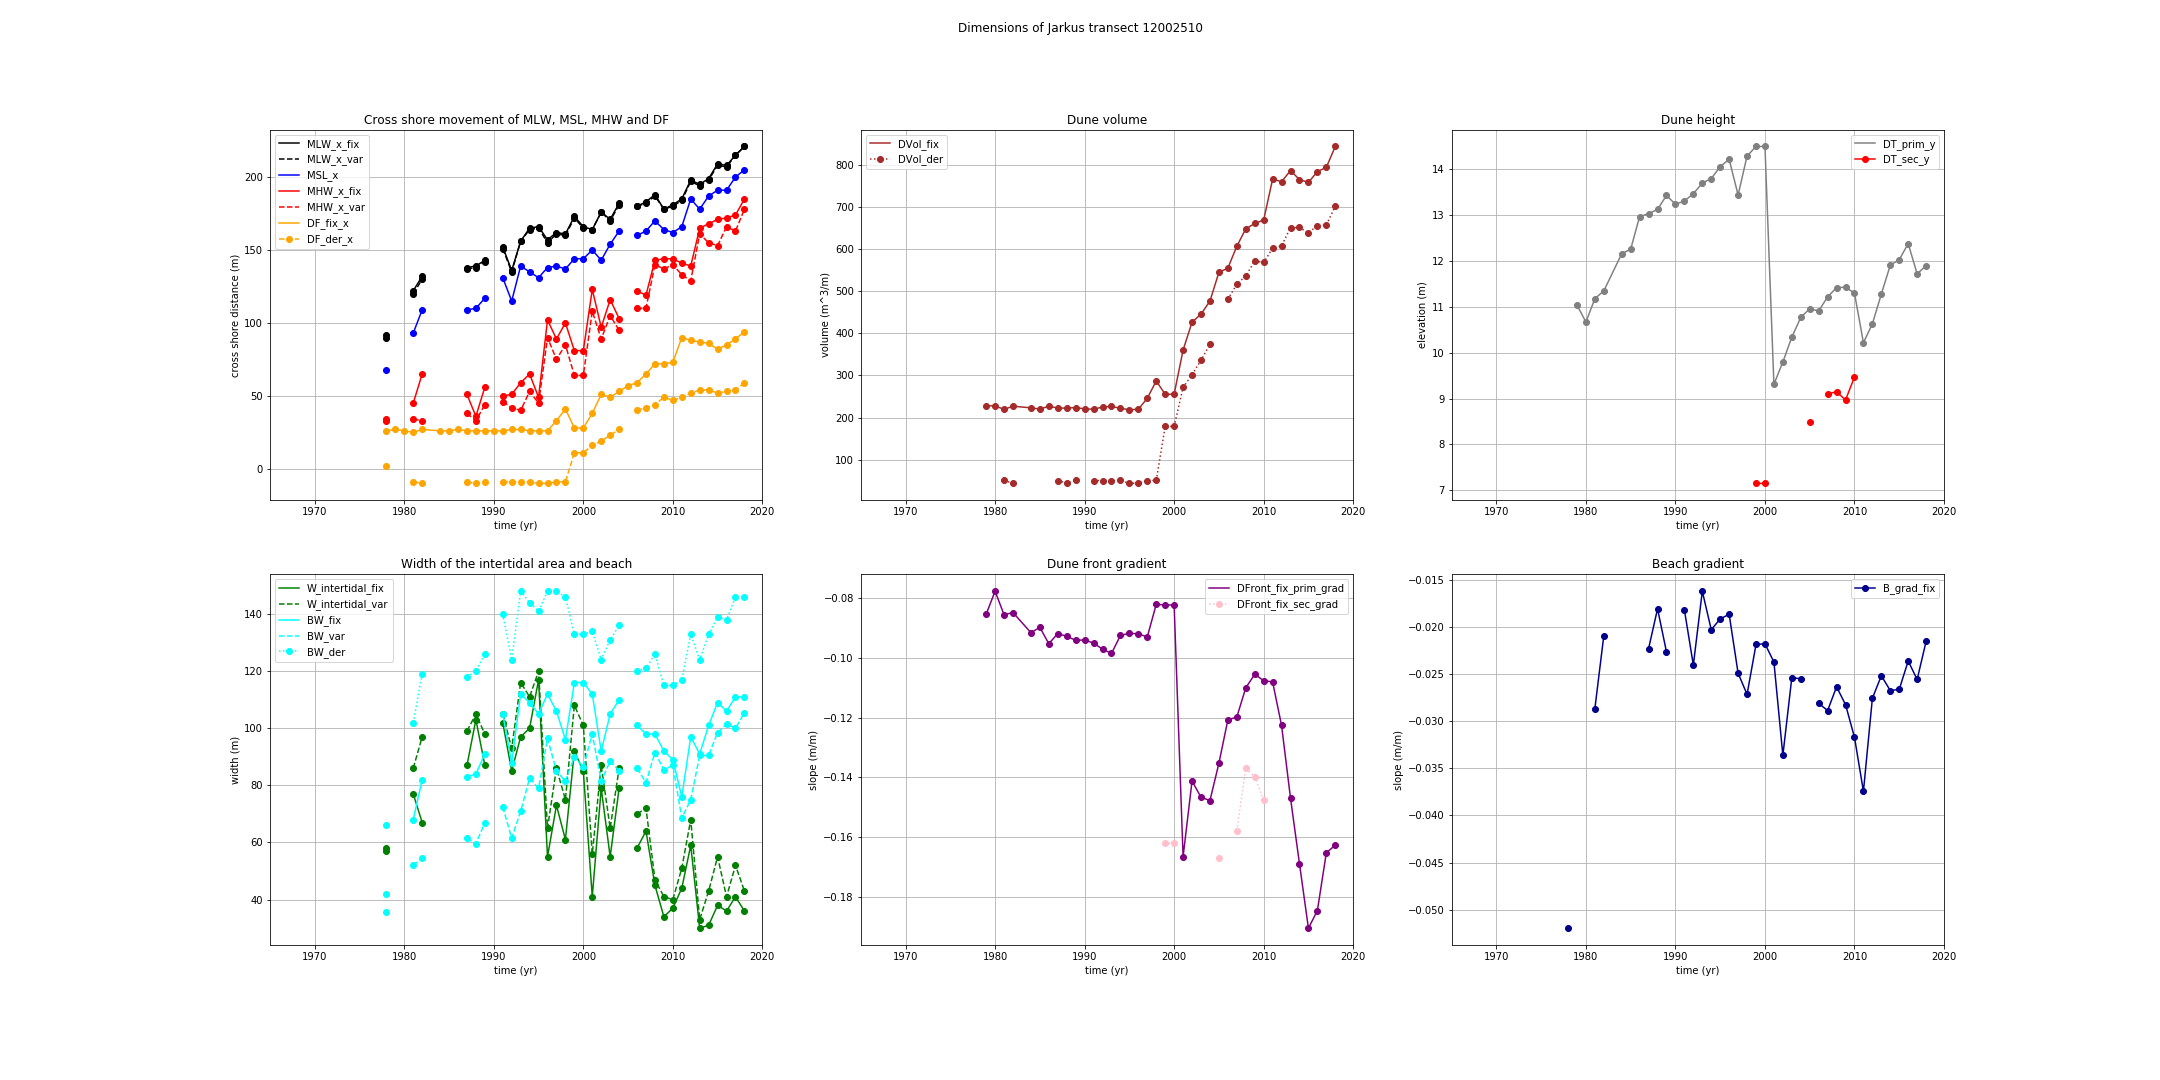 Dimensions of Jarkus transect 12002510
Cross shore movement of MLW, MSL, MHW and DF
MLW_x_fix
MLW_x_var
MSL_x
MHW_x_fix
MHW_x_var
DF_fix_x
DF_der_x
cross shore distance (m)
200
150
100
50
0
1970 1980 1990 2000 2010 2020
time (yr)
Dune volume
DVol_fix
DVol_der
volume (m^3/m)
800
700
600
500
400
300
200
100
1970 1980 1990 2000 2010 2020
time (yr)
Dune height
DT_prim_y
DT_sec_y
elevation (m)
14
13
12
11
10
9
8
7
1970 1980 1990 2000 2010 2020
time (yr)
Width of the intertidal area and beach
W_intertidal_fix
W_intertidal_var
BW_fix
BW_var
BW_der
width (m)
140
120
100
80
60
40
1970 1980 1990 2000 2010 2020
time (yr)
Dune front gradient
DFront_fix_prim_grad
DFront_fix_sec_grad
slope (m/m)
−0.08
−0.10
−0.12
−0.14
−0.16
−0.18
1970 1980 1990 2000 2010 2020
time (yr)
Beach gradient
B_grad_fix
slope (m/m)
−0.015
−0.020
−0.025
−0.030
−0.035
−0.040
−0.045
−0.050
1970 1980 1990 2000 2010 2020
time (yr)